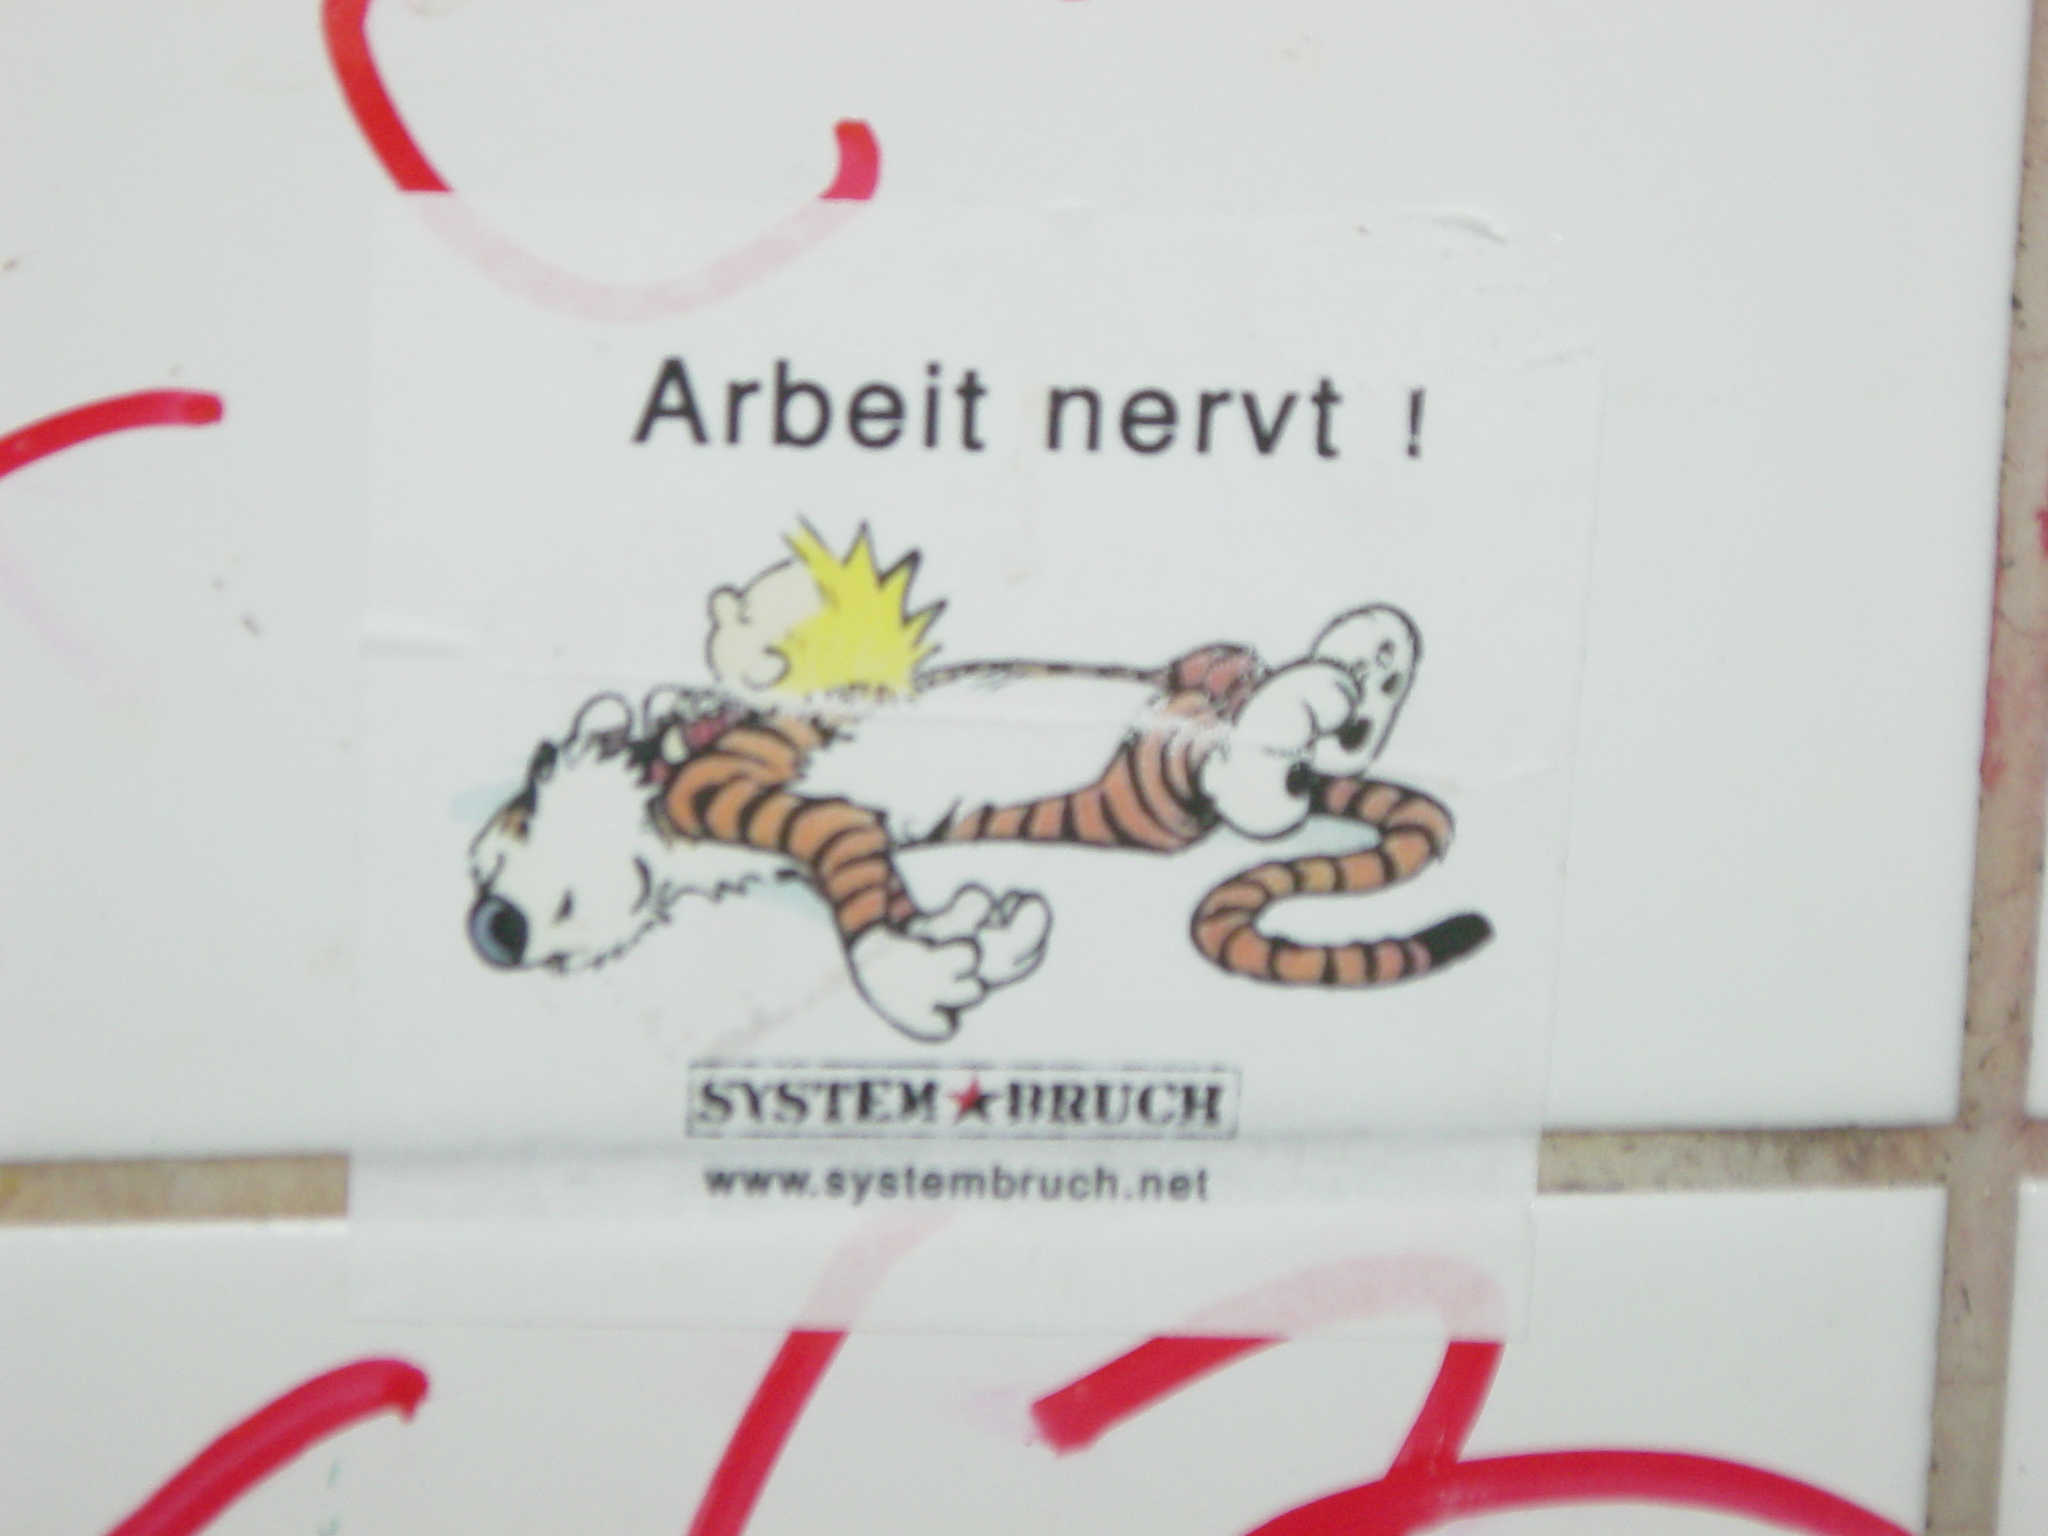 Arbeit nervt !
SYSTEM★BRUCH
www.systembruch.net